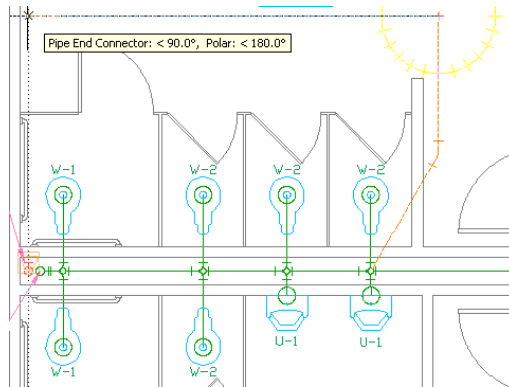 Pipe End Connector: < 90.0°, Polar: < 180.0°
W-1 W-2 W-2 W-2
U-1 U-1
W-1 W-2